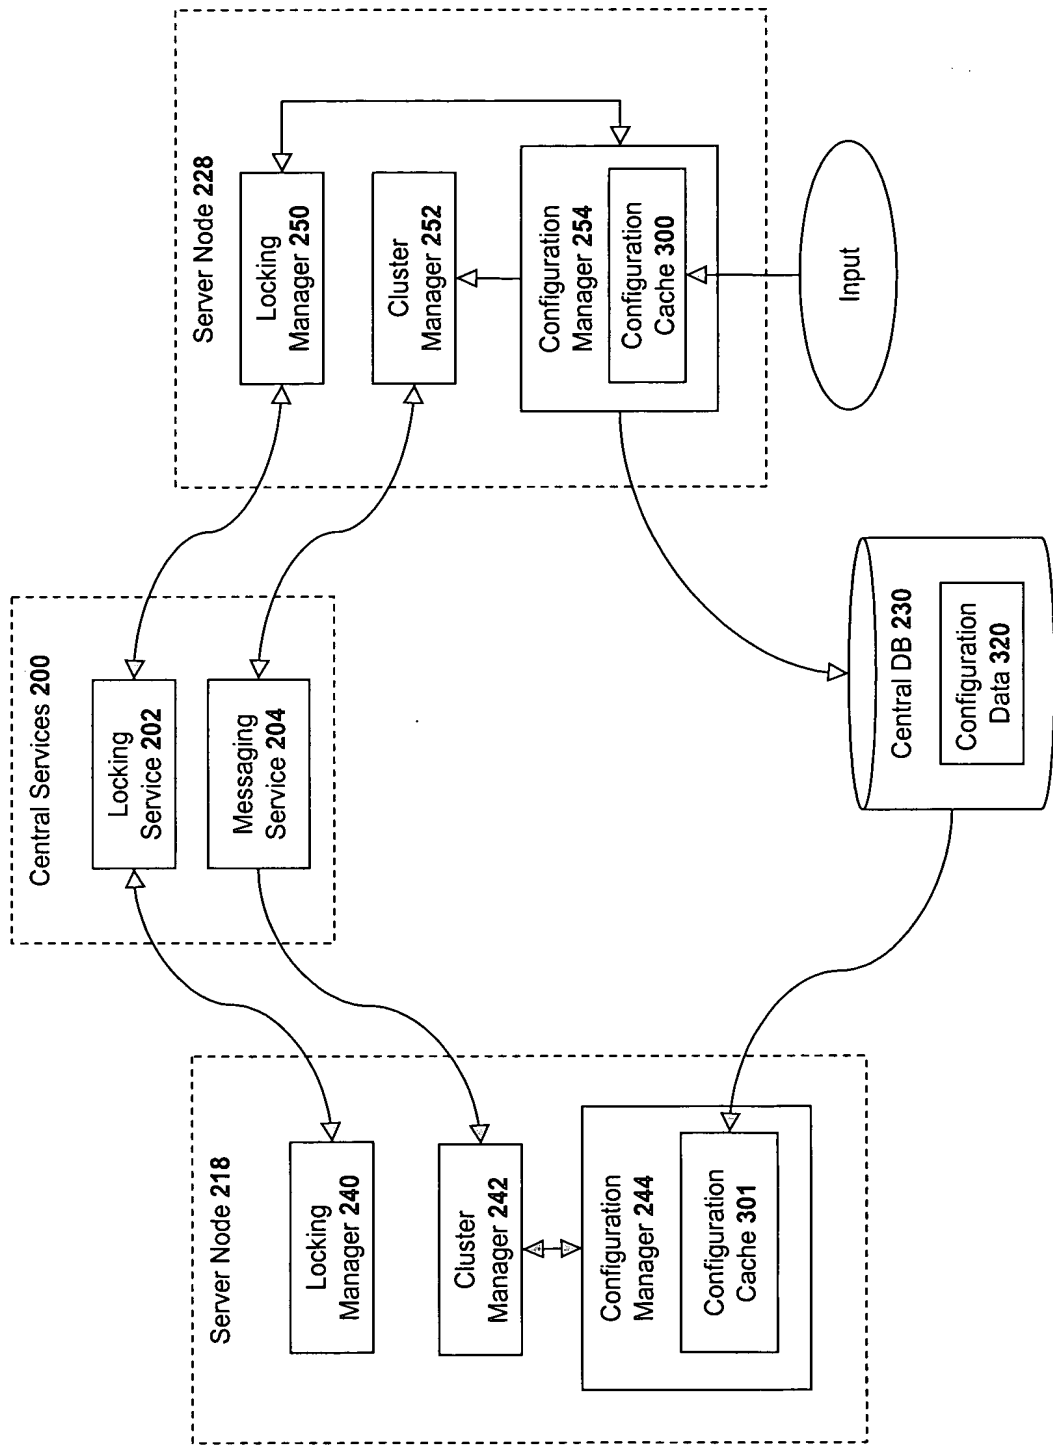 Central Services 200
Locking
Service 202
Messaging
Service 204
Server Node 218
Locking
Manager 240
Cluster
Manager 242
Configuration
Manager 244
Configuration
Cache 301
Server Node 228
Locking
Manager 250
Cluster
Manager 252
Configuration
Manager 254
Configuration
Cache 300
Central DB 230
Configuration
Data 320
Input